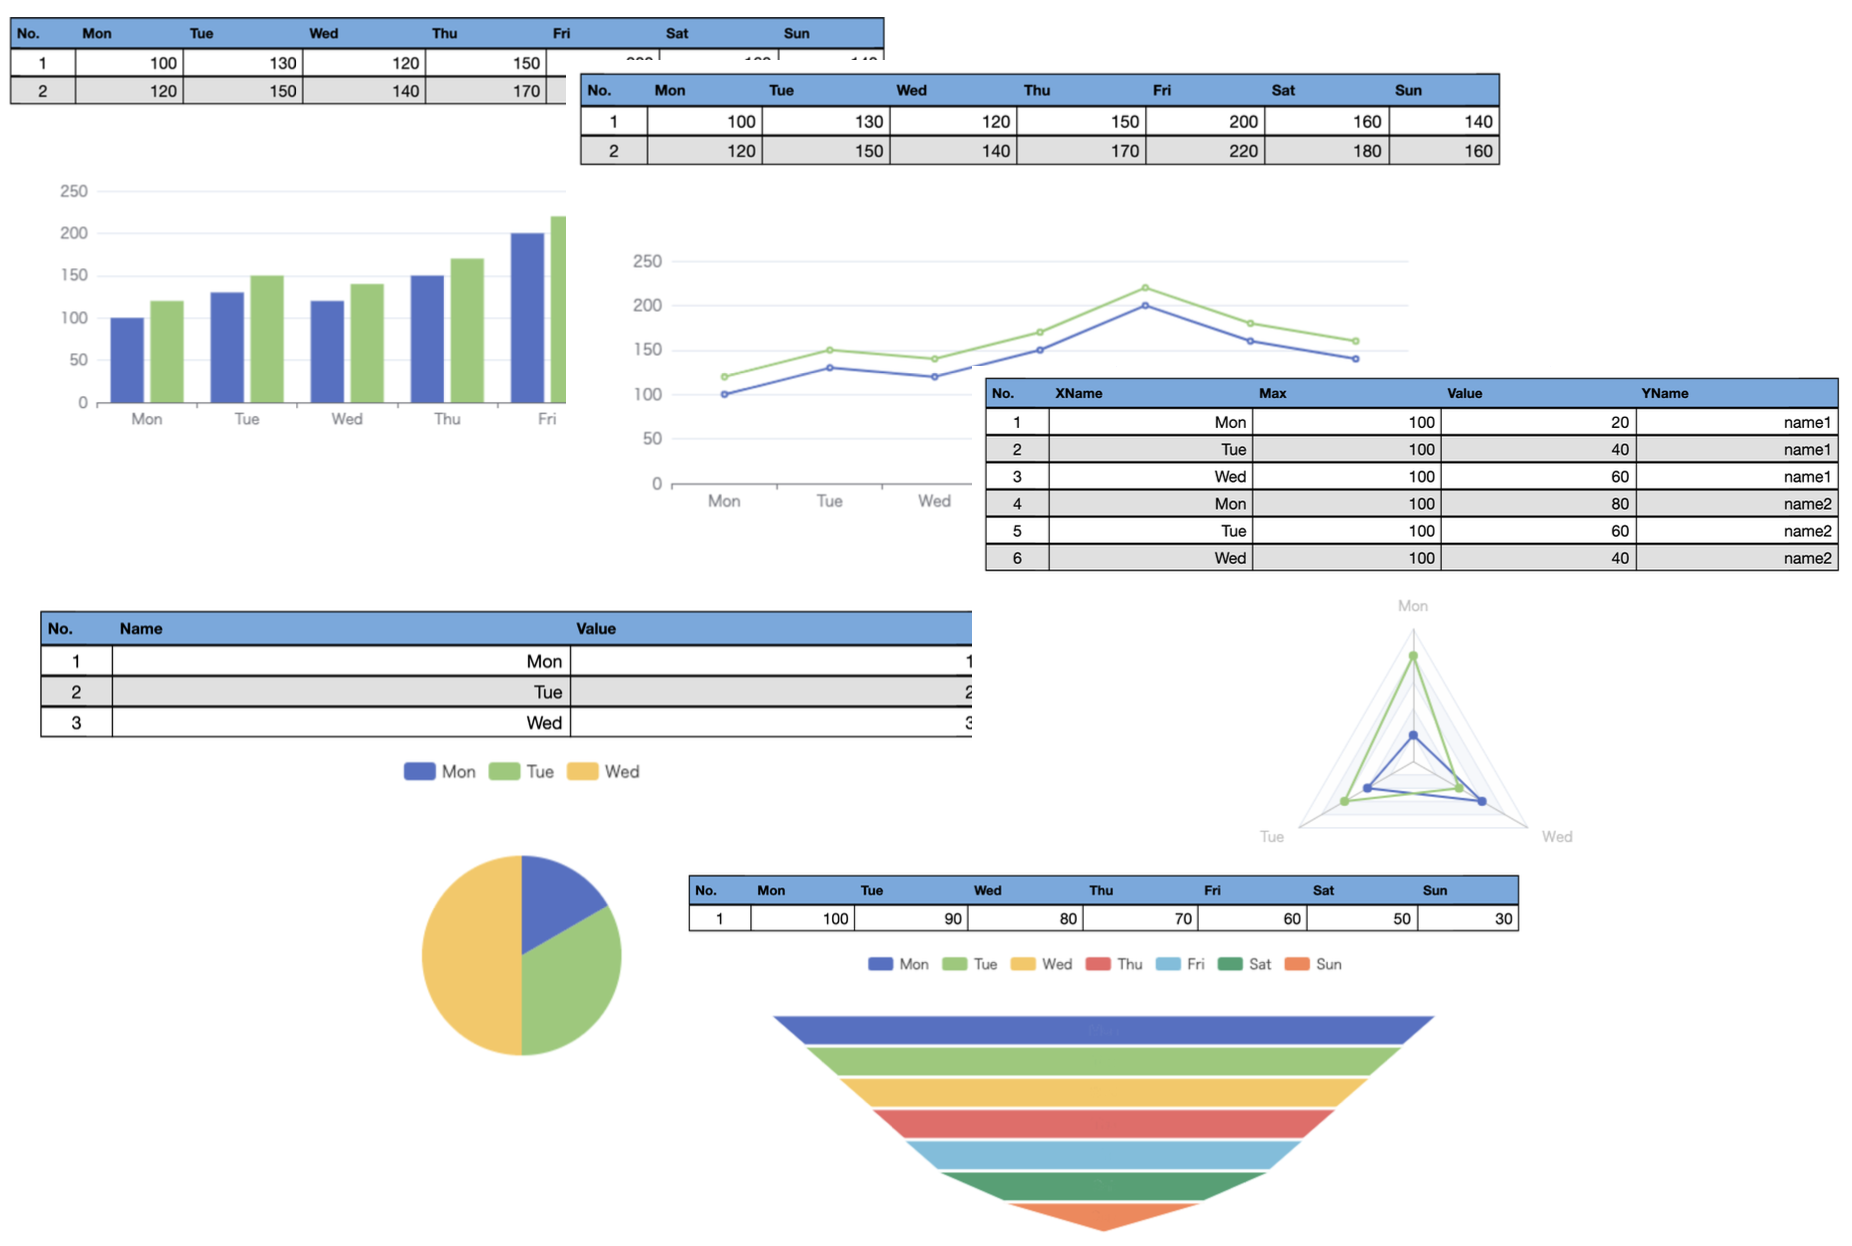 No. Mon Tue Wed Thu Fri Sat Sun
1 100 130 120 150
2 120 150 140 170
250
200
150
100
50
0
Mon Tue Wed Thu Fri
No. Mon Tue Wed Thu Fri Sat Sun
1 100 130 120 150 200 160 140
2 120 150 140 170 220 180 160
250
200
150
100
50
0
Mon Tue Wed
No. XName Max Value YName
1 Mon 100 20 name1
2 Tue 100 40 name1
3 Wed 100 60 name1
4 Mon 100 80 name2
5 Tue 100 60 name2
6 Wed 100 40 name2
Mon
Tue Wed
No. Name Value
1 Mon 1
2 Tue 2
3 Wed 3
Mon Tue Wed
No. Mon Tue Wed Thu Fri Sat Sun
1 100 90 80 70 60 50 30
Mon Tue Wed Thu Fri Sat Sun